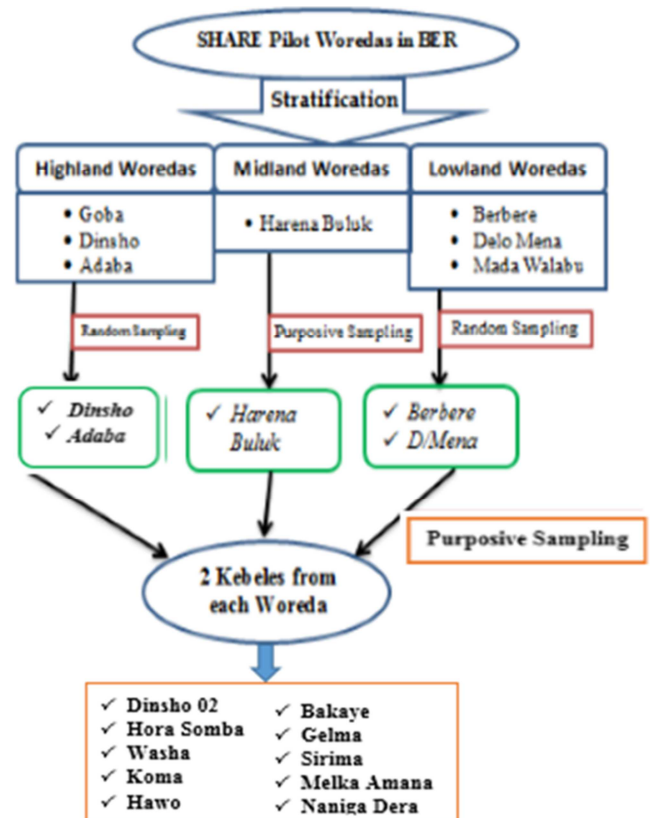 SHARE Pilot Woredas in BER
Stratification
Highland Woredas
• Goba
• Dinsho
• Adaba
Midland Woredas
• Harena Buluk
Lowland Woredas
• Berbere
• Delo Mena
• Mada Walabu
Random Sampling
Purposive Sampling
Random Sampling
✓ Dinsho
✓ Adaba
✓ Harena
Buluk
✓ Berbere
✓ D/Mena
Purposive Sampling
2 Kebeles from
each Woreda
✓ Dinsho 02
✓ Hora Somba
✓ Washa
✓ Koma
✓ Hawo
✓ Bakaye
✓ Gelma
✓ Sirima
✓ Melka Amana
✓ Naniga Dera